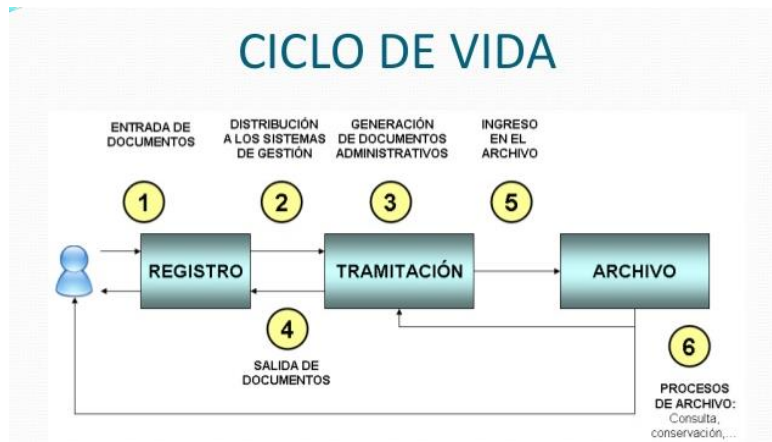 CICLO DE VIDA
ENTRADA DE
DOCUMENTOS
DISTRIBUCIÓN
A LOS SISTEMAS
DE GESTIÓN
GENERACIÓN
DE DOCUMENTOS
ADMINISTRATIVOS
INGRESO
EN EL
ARCHIVO
1
2
3
5
REGISTRO
TRAMITACIÓN
ARCHIVO
4
SALIDA DE
DOCUMENTOS
6
PROCESOS
DE ARCHIVO:
Consulta,
conservación,...